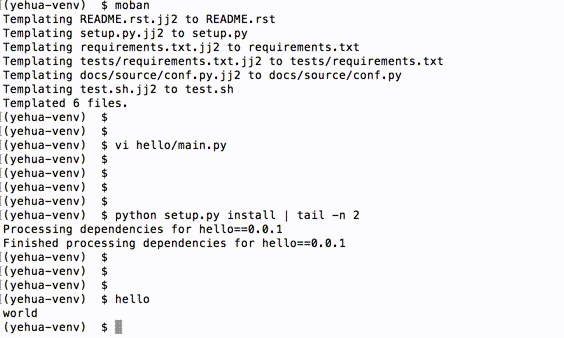 (yehua-venv) $ moban
Templating README.rst.jj2 to README.rst
Templating setup.py.jj2 to setup.py
Templating requirements.txt.jj2 to requirements.txt
Templating tests/requirements.txt.jj2 to tests/requirements.txt
Templating docs/source/conf.py.jj2 to docs/source/conf.py
Templating test.sh.jj2 to test.sh
Templated 6 files.
(yehua-venv) $
(yehua-venv) $
(yehua-venv) $ vi hello/main.py
(yehua-venv) $
(yehua-venv) $
(yehua-venv) $
(yehua-venv) $
(yehua-venv) $ python setup.py install | tail -n 2
Processing dependencies for hello==0.0.1
Finished processing dependencies for hello==0.0.1
(yehua-venv) $
(yehua-venv) $
(yehua-venv) $
(yehua-venv) $ hello
world
(yehua-venv) $